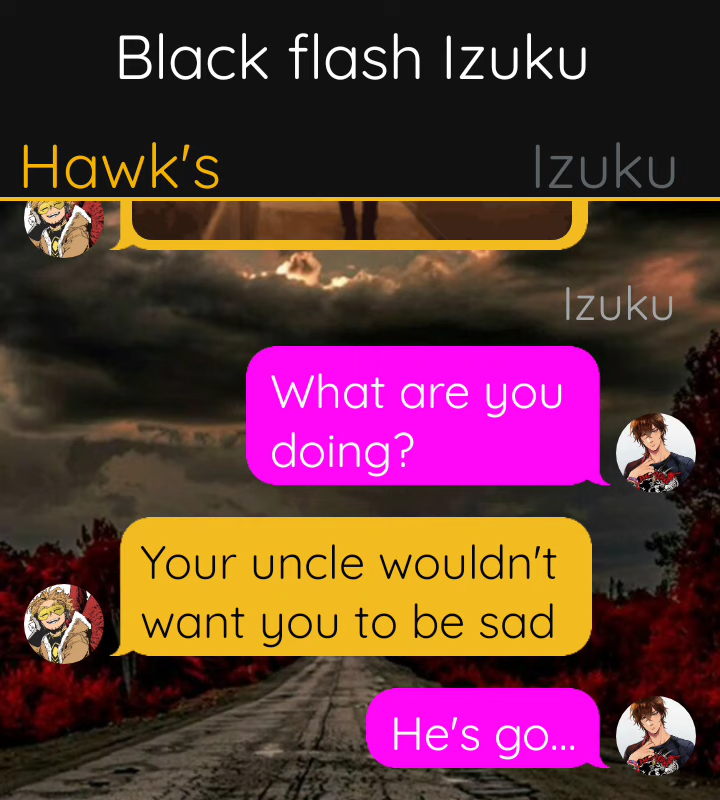 Black flash Izuku
Hawk's Izuku
Izuku
What are you
doing?
Your uncle wouldn't
want you to be sad
He's go...